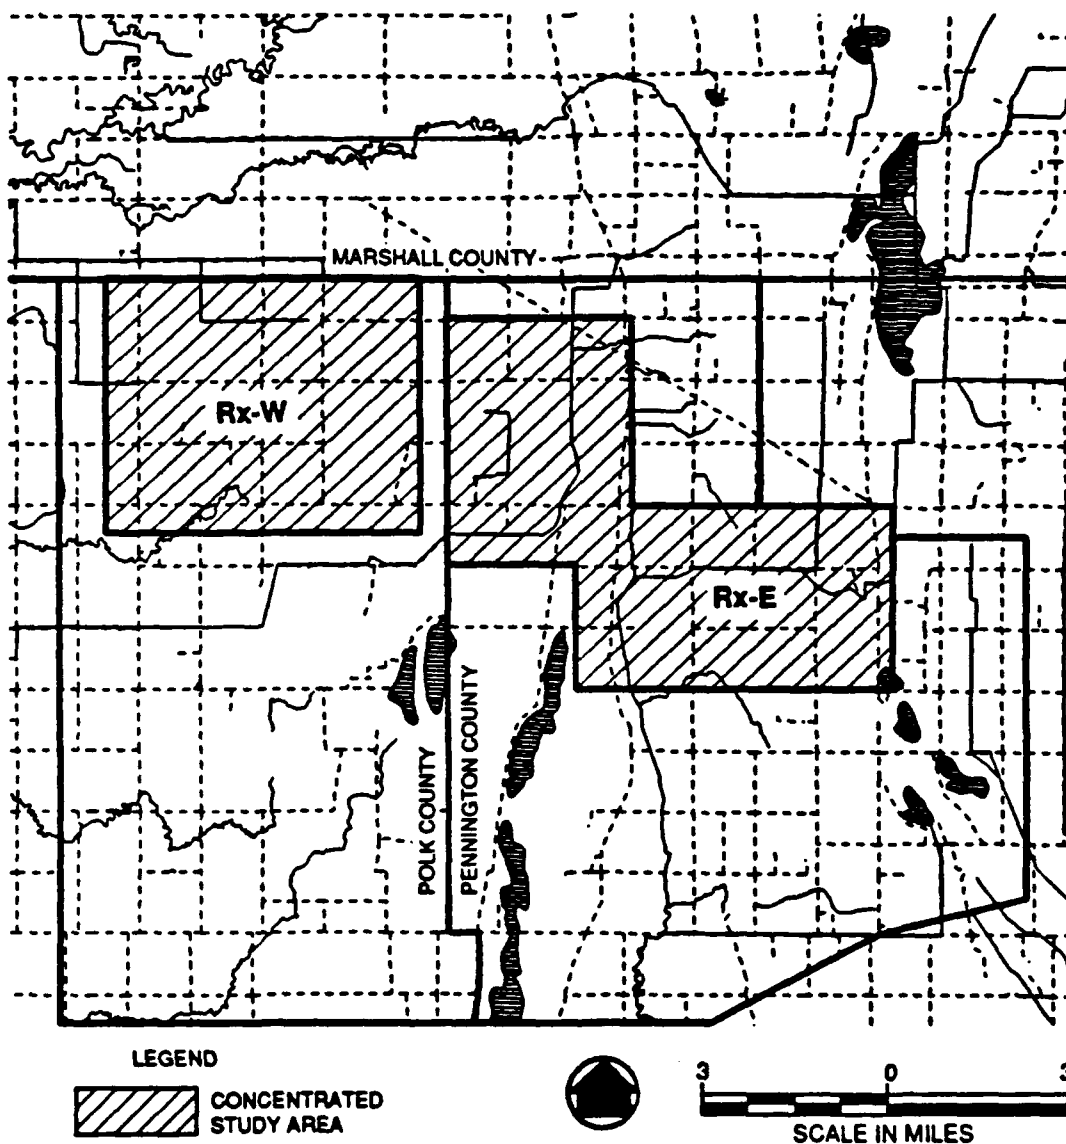 MARSHALL COUNTY
Rx-W
Rx-E
POLK COUNTY
PENNINGTON COUNTY
LEGEND
CONCENTRATED
STUDY AREA
3 0 3
SCALE IN MILES